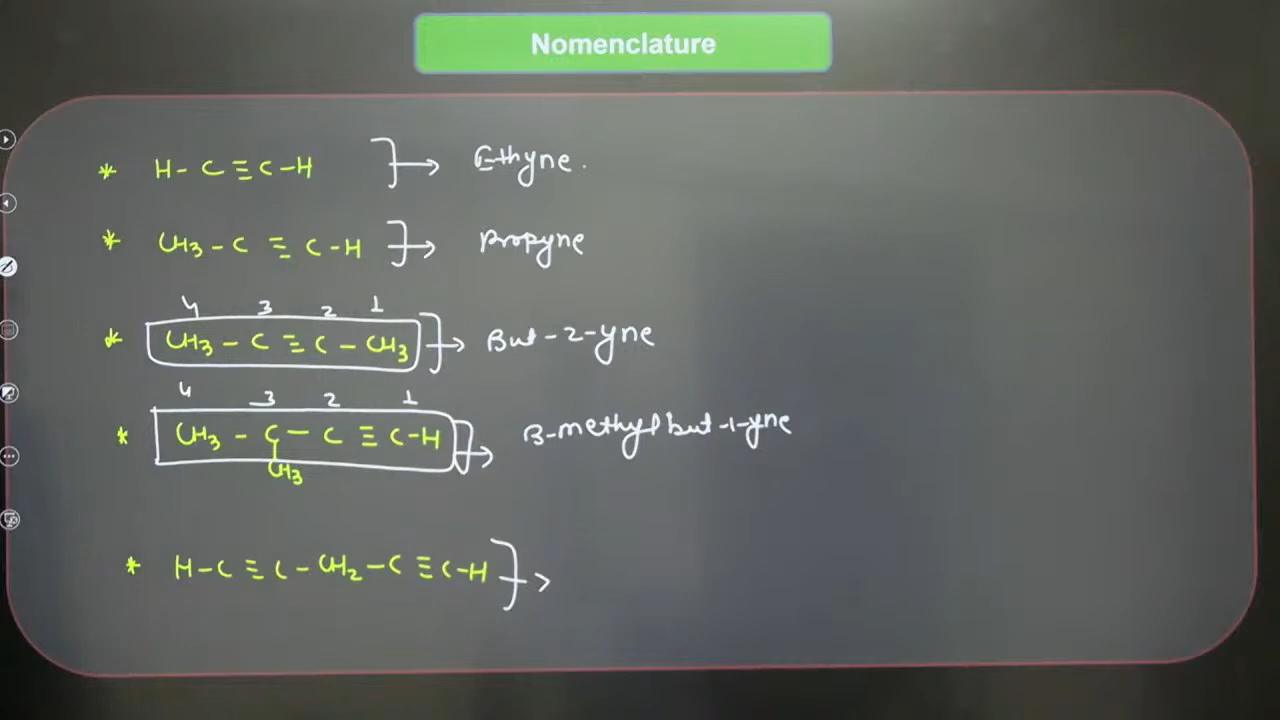 Nomenclature
* H - C ≡ C - H } → Ethyne.
* CH3 - C ≡ C - H } → Propyne
4 3 2 1
* CH3 - C ≡ C - CH3 } → But-2-yne
4 3 2 1
* CH3 - C - C ≡ C - H } → 3-methylbut-1-yne
CH3
* H - C ≡ C - CH2 - C ≡ C - H } →